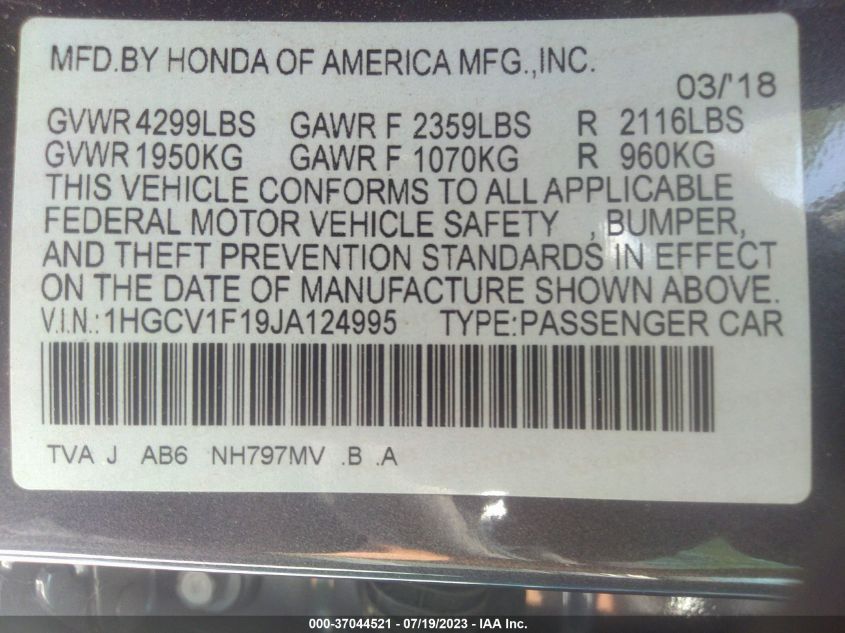 MFD.BY HONDA OF AMERICA MFG.,INC.
03/'18
GVWR 4299LBS GAWR F 2359LBS R 2116LBS
GVWR 1950KG GAWR F 1070KG R 960KG
THIS VEHICLE CONFORMS TO ALL APPLICABLE
FEDERAL MOTOR VEHICLE SAFETY , BUMPER,
AND THEFT PREVENTION STANDARDS IN EFFECT
ON THE DATE OF MANUFACTURE SHOWN ABOVE.
V.I.N.:1HGCV1F19JA124995 TYPE:PASSENGER CAR
TVA J AB6 NH797MV .B .A
000-37044521 - 07/19/2023 - IAA Inc.